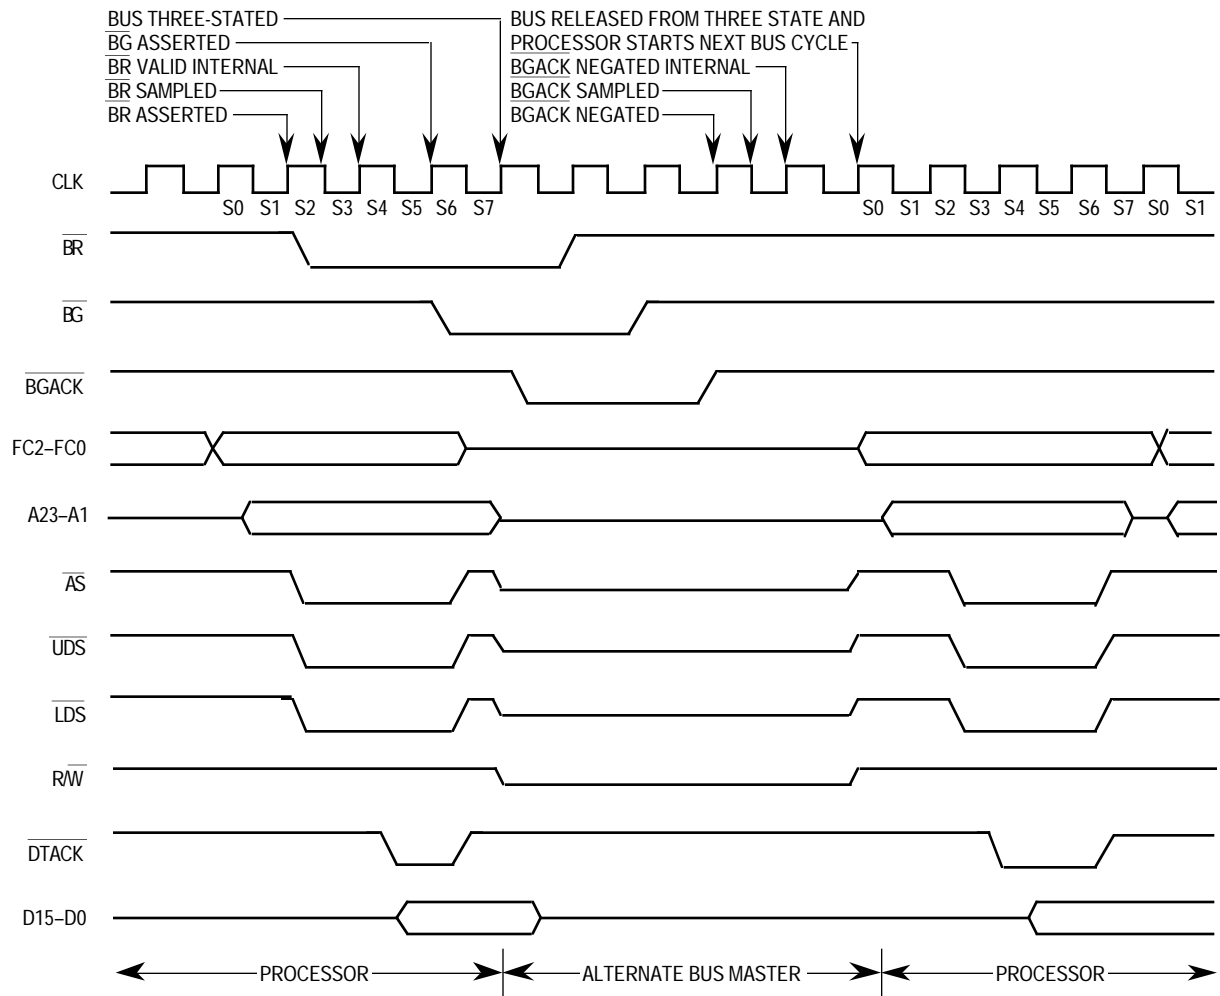 BUS THREE-STATED
BG ASSERTED
BR VALID INTERNAL
BR SAMPLED
BR ASSERTED
BUS RELEASED FROM THREE STATE AND
PROCESSOR STARTS NEXT BUS CYCLE
BGACK NEGATED INTERNAL
BGACK SAMPLED
BGACK NEGATED
CLK
S0 S1 S2 S3 S4 S5 S6 S7 S0 S1 S2 S3 S4 S5 S6 S7 S0 S1
BR
BG
BGACK
FC2–FC0
A23–A1
AS
UDS
LDS
R/W
DTACK
D15–D0
PROCESSOR ALTERNATE BUS MASTER PROCESSOR